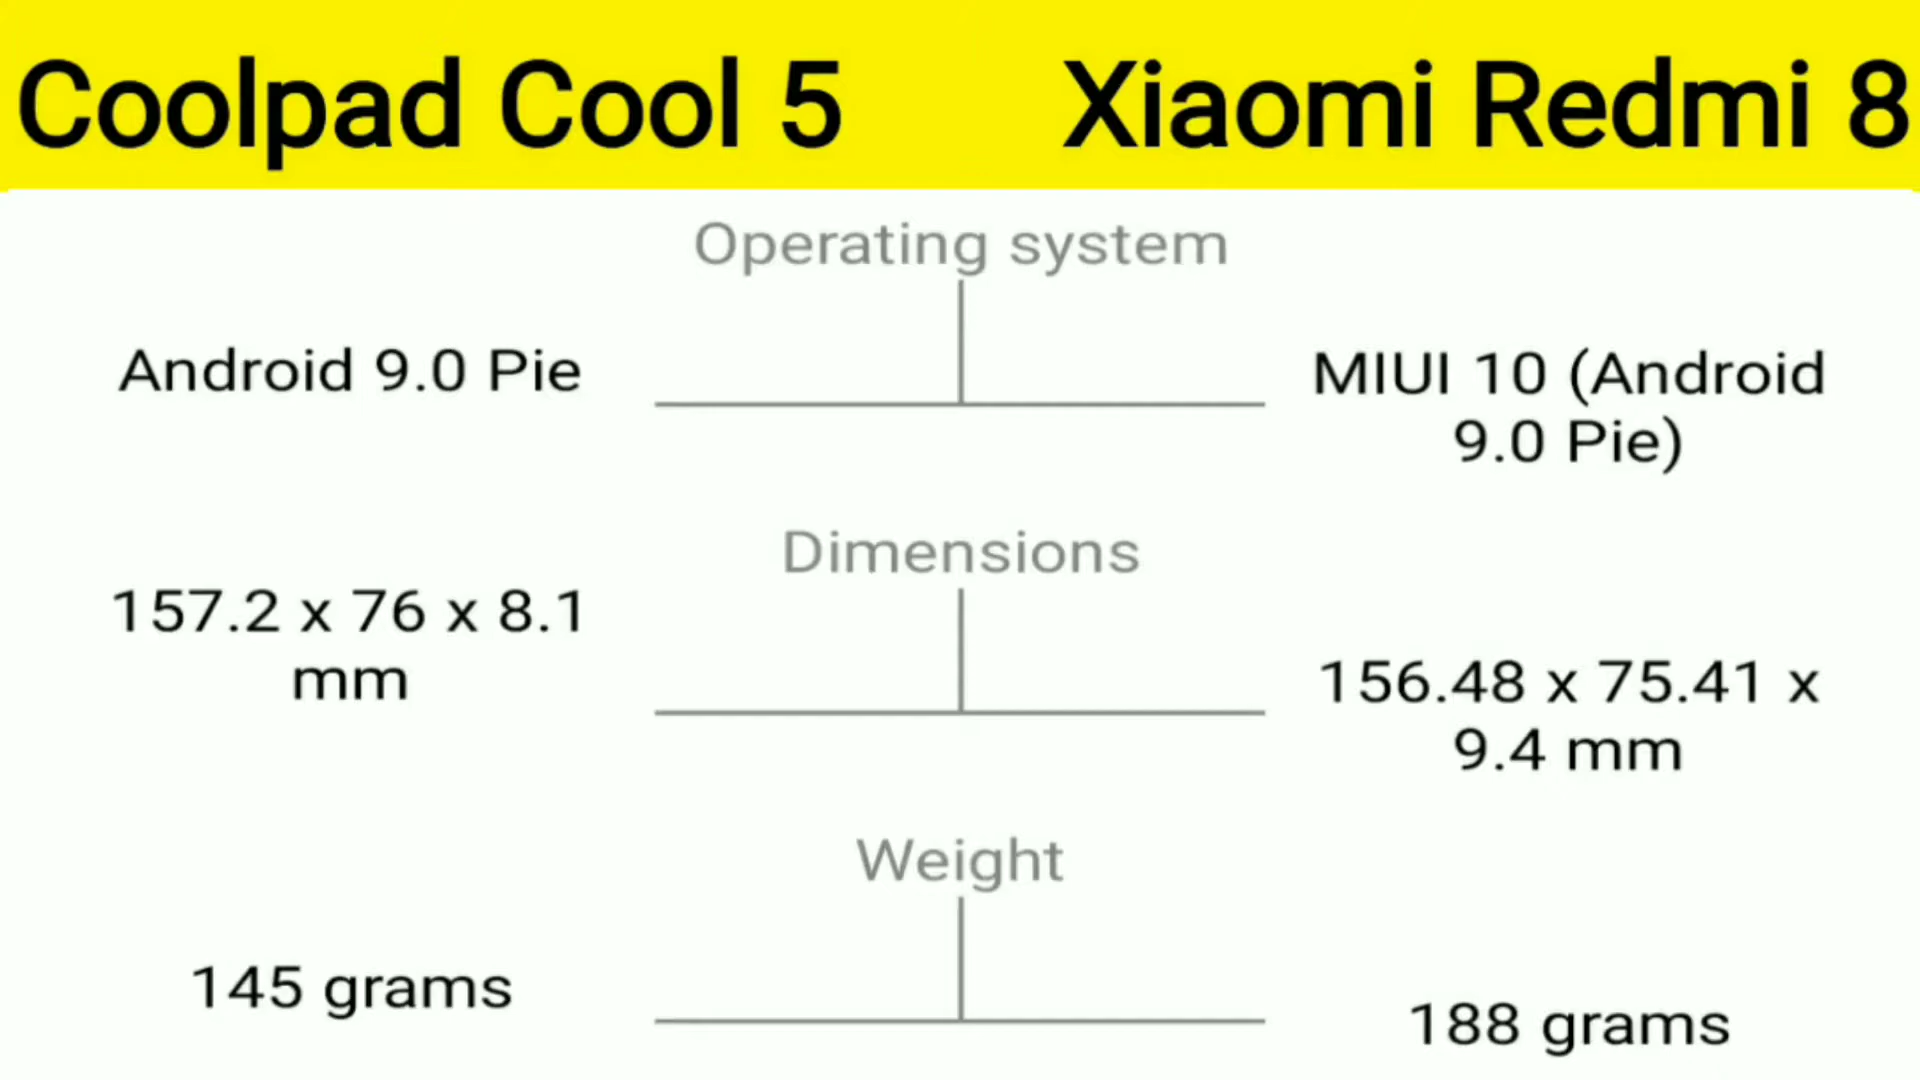 Coolpad Cool 5
Xiaomi Redmi 8
Operating system
Android 9.0 Pie
MIUI 10 (Android
9.0 Pie)
Dimensions
157.2 x 76 x 8.1
mm
156.48 x 75.41 x
9.4 mm
Weight
145 grams
188 grams